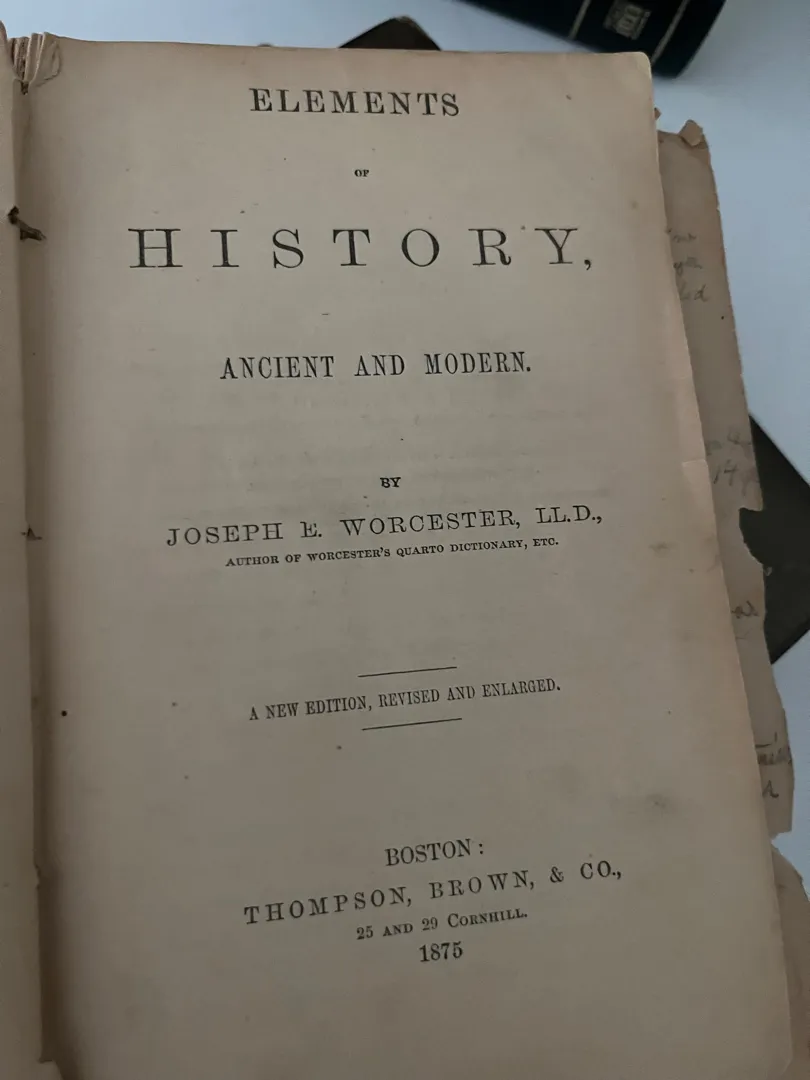 ELEMENTS
OF
HISTORY,
ANCIENT AND MODERN.
BY
JOSEPH E. WORCESTER, LL.D.,
AUTHOR OF WORCESTER'S QUARTO DICTIONARY, ETC.
A NEW EDITION, REVISED AND ENLARGED.
BOSTON:
THOMPSON, BROWN, & CO.,
25 AND 29 CORNHILL.
1875